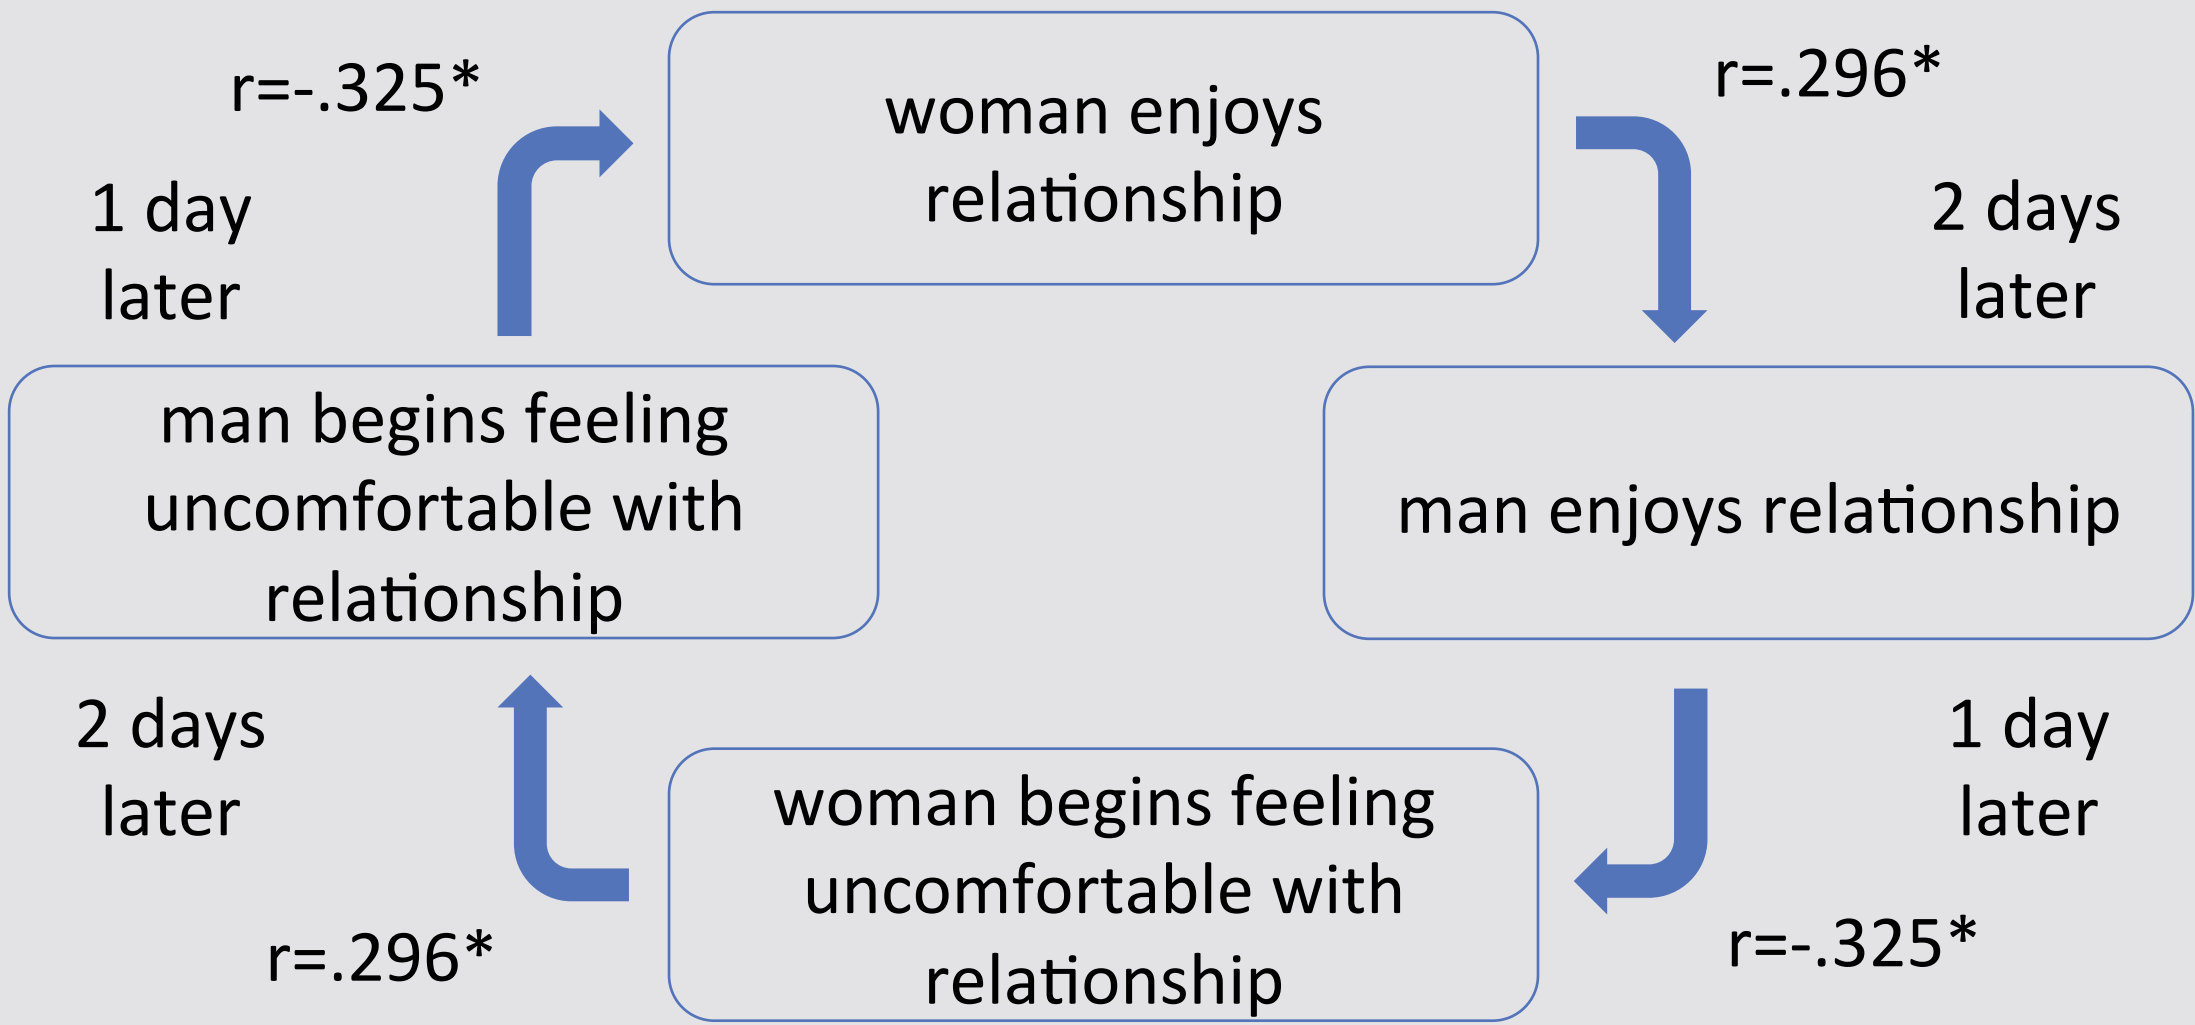 r=-.325*
1 day
later
woman enjoys
relationship
r=.296*
2 days
later
man begins feeling
uncomfortable with
relationship
man enjoys relationship
2 days
later
r=.296*
woman begins feeling
uncomfortable with
relationship
1 day
later
r=-.325*